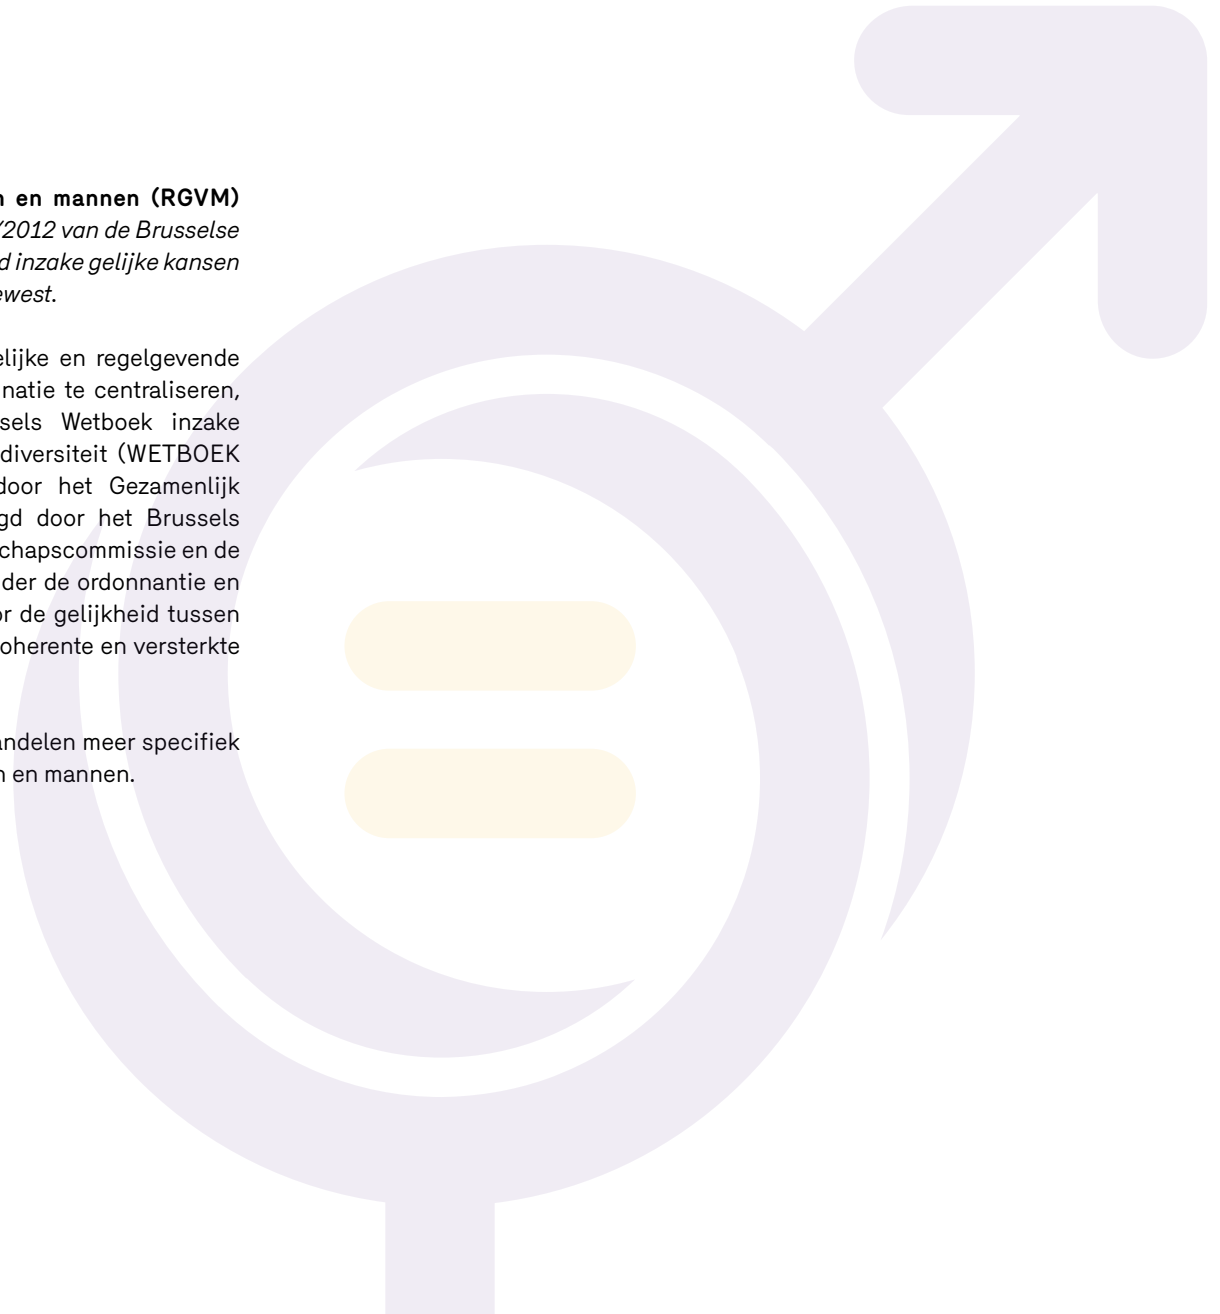 en mannen (RGVM)
/2012 van de Brusselse
inzake gelijke kansen
ewest.
elijke en regelgevende
natie te centraliseren,
sels Wetboek inzake
diversiteit (WETBOEK
door het Gezamenlijk
gd door het Brussels
chapscommissie en de
der de ordonnantie en
r de gelijkheid tussen
oherente en versterkte
andelen meer specifiek
n en mannen.